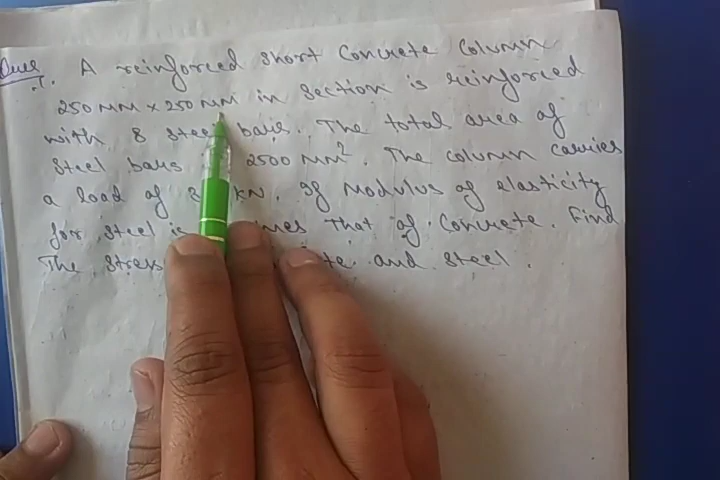 Ques
1. A reinforced short Concrete Column
250 MM x 250 MM in section is reinforced
with 8 steel bars. The total area of
steel bars 2500 MM². The column carries
a load of kN. If Modulus of elasticity
for steel is that of Concrete. Find
The stress and steel.